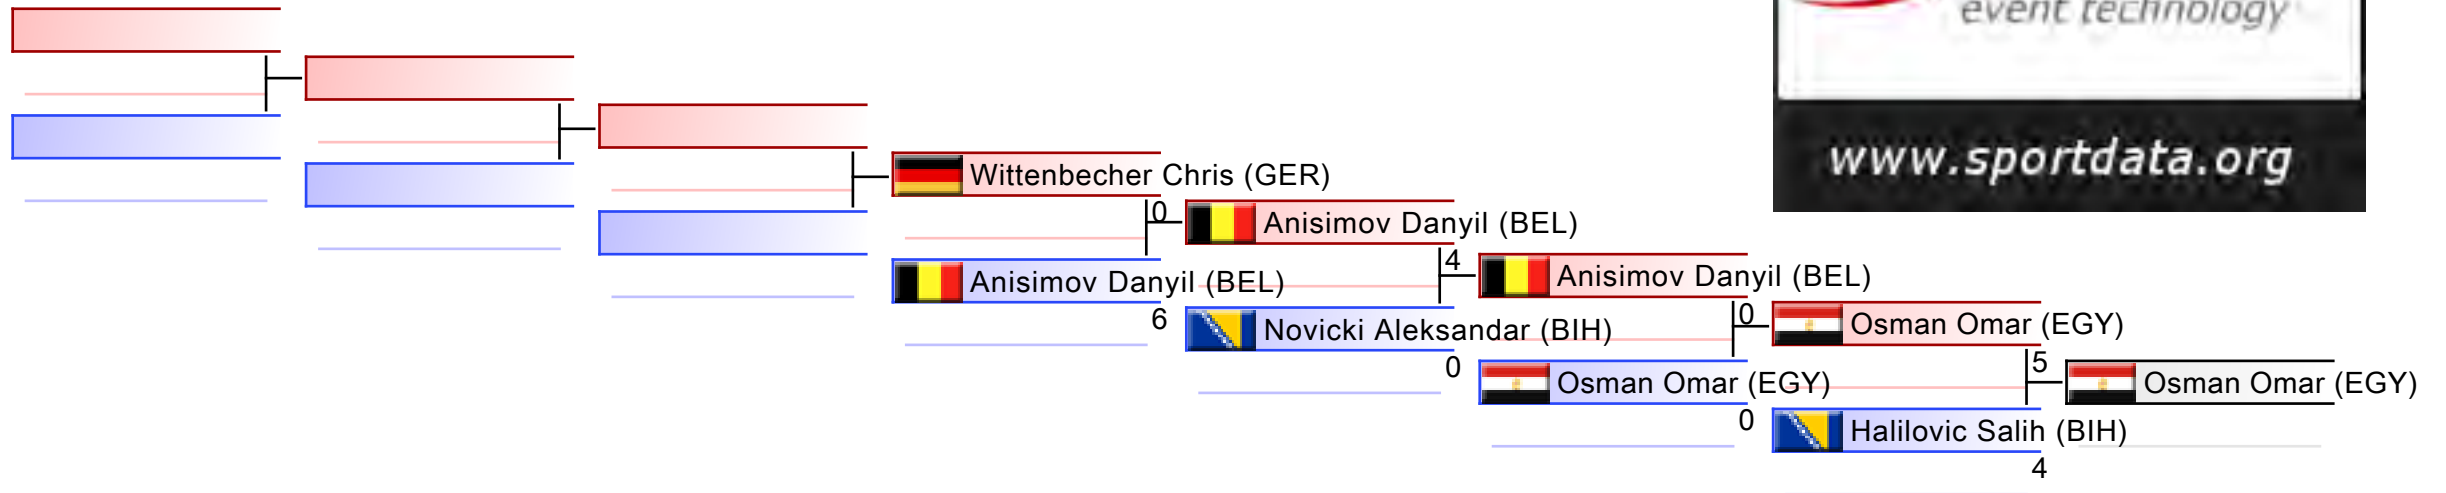 event technology
www.sportdata.org
Wittenbecher Chris (GER)
0
Anisimov Danyil (BEL)
6
Anisimov Danyil (BEL)
4
Novicki Aleksandar (BIH)
0
Anisimov Danyil (BEL)
0
Osman Omar (EGY)
0
Osman Omar (EGY)
5
Halilovic Salih (BIH)
4
Osman Omar (EGY)